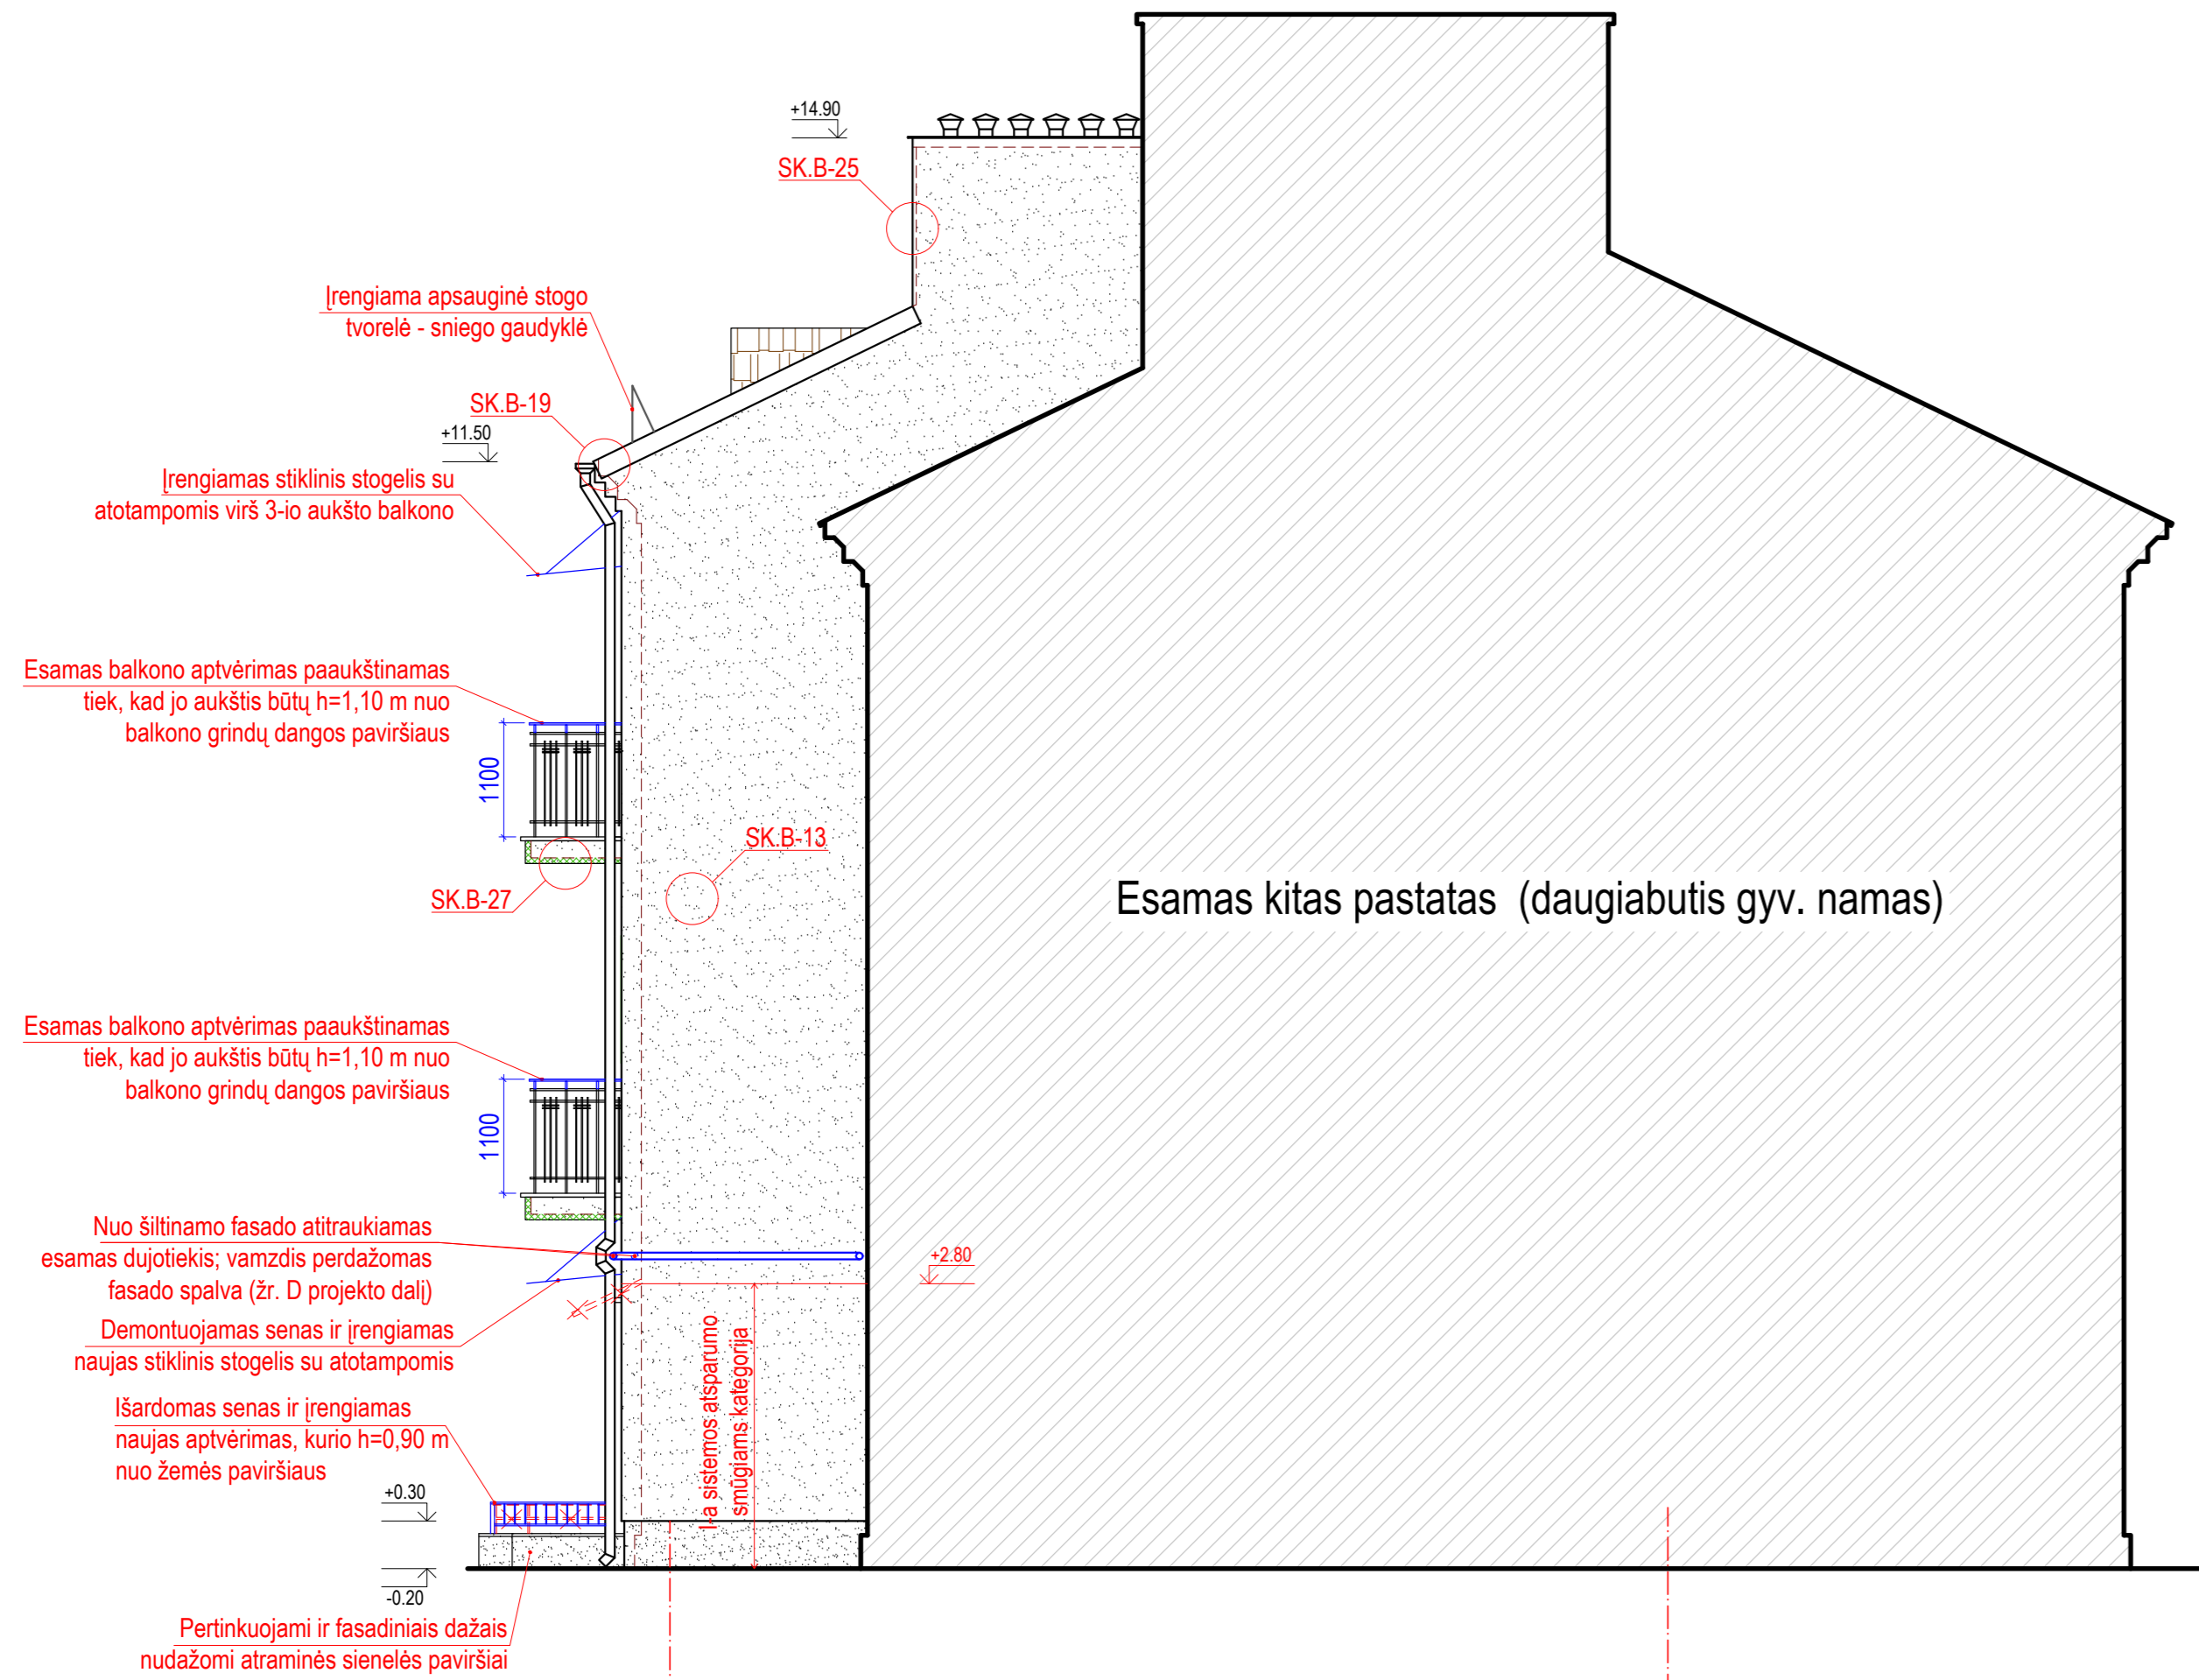 +14.90
SK.B-25
Įrengiama apsauginė stogo
tvorelė - sniego gaudyklė
SK.B-19
+11.50
Įrengiamas stiklinis stogelis su
atotampomis virš 3-io aukšto balkono
Esamas balkono aptvėrimas paaukštinamas
tiek, kad jo aukštis būtų h=1,10 m nuo
balkono grindų dangos paviršiaus
1100
SK.B-13
SK.B-27
Esamas kitas pastatas (daugiabutis gyv. namas)
Esamas balkono aptvėrimas paaukštinamas
tiek, kad jo aukštis būtų h=1,10 m nuo
balkono grindų dangos paviršiaus
1100
Nuo šiltinamo fasado atitraukiamas
esamas dujotiekis; vamzdis perdažomas
fasado spalva (žr. D projekto dalį)
+2.80
Demontuojamas senas ir įrengiamas
naujas stiklinis stogelis su atotampomis
I-a sistemos atsparumo
smūgiams kategorija
Išardomas senas ir įrengiamas
naujas aptvėrimas, kurio h=0,90 m
nuo žemės paviršiaus
+0.30
-0.20
Pertinkuojami ir fasadiniais dažais
nudažomi atraminės sienelės paviršiai